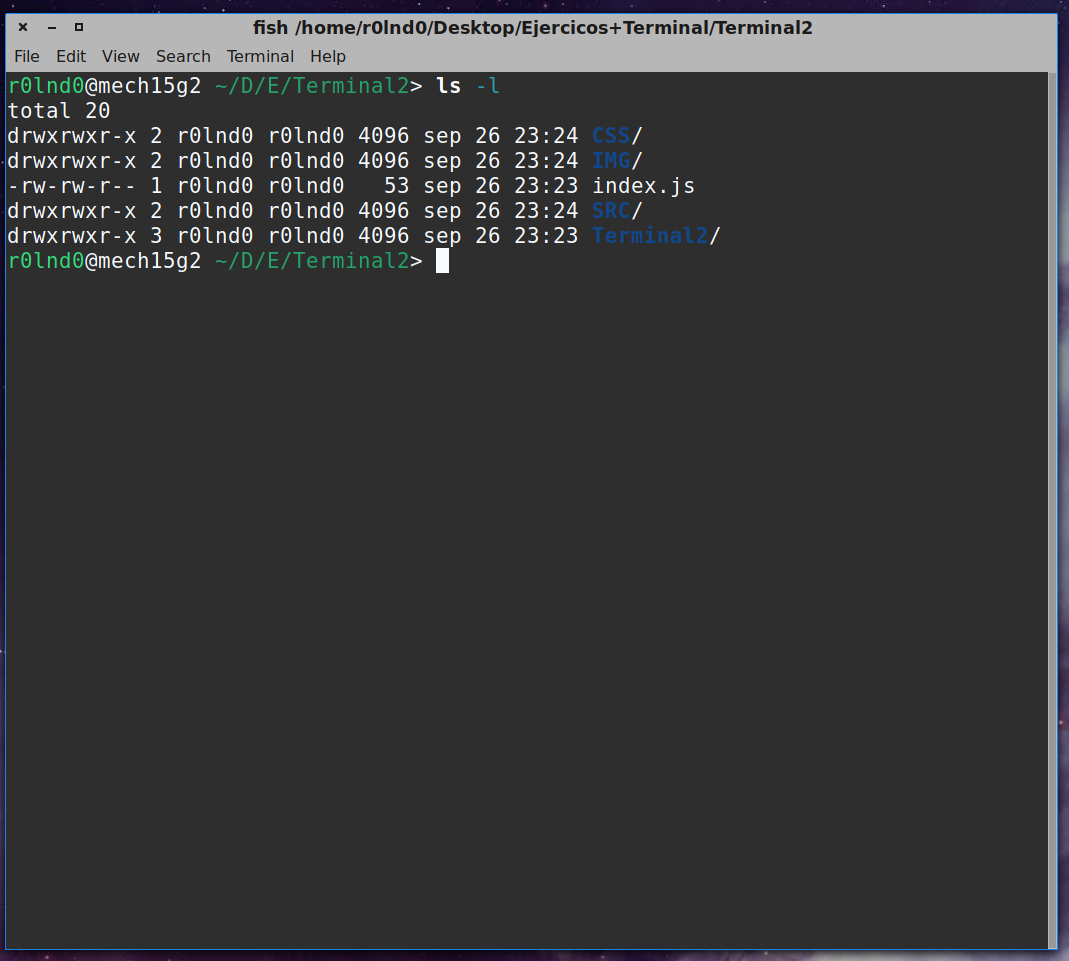 fish /home/r0lnd0/Desktop/Ejercicos+Terminal/Terminal2
File Edit View Search Terminal Help
r0lnd0@mech15g2 ~/D/E/Terminal2> ls -l
total 20
drwxrwxr-x 2 r0lnd0 r0lnd0 4096 sep 26 23:24 CSS/
drwxrwxr-x 2 r0lnd0 r0lnd0 4096 sep 26 23:24 IMG/
-rw-rw-r-- 1 r0lnd0 r0lnd0   53 sep 26 23:23 index.js
drwxrwxr-x 2 r0lnd0 r0lnd0 4096 sep 26 23:24 SRC/
drwxrwxr-x 3 r0lnd0 r0lnd0 4096 sep 26 23:23 Terminal2/
r0lnd0@mech15g2 ~/D/E/Terminal2>